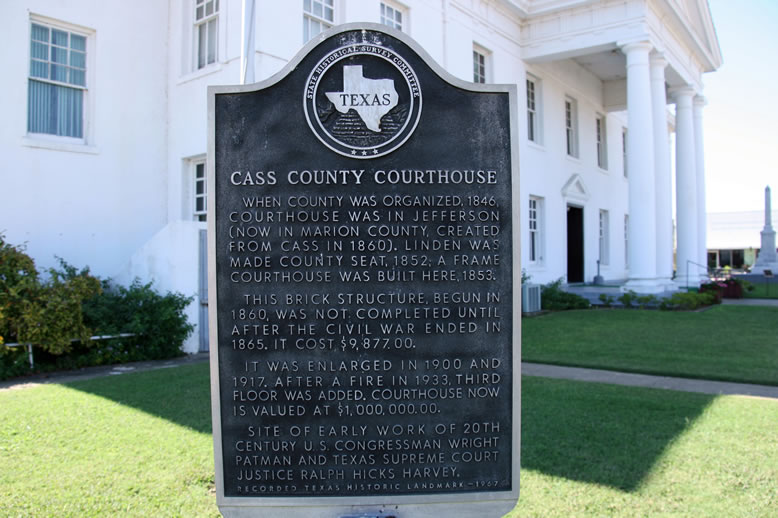 STATE HISTORICAL SURVEY COMMITTEE
TEXAS
CASS COUNTY COURTHOUSE
WHEN COUNTY WAS ORGANIZED, 1846,
COURTHOUSE WAS IN JEFFERSON
(NOW IN MARION COUNTY, CREATED
FROM CASS IN 1860). LINDEN WAS
MADE COUNTY SEAT, 1852; A FRAME
COURTHOUSE WAS BUILT HERE, 1853.
THIS BRICK STRUCTURE, BEGUN IN
1860, WAS NOT COMPLETED UNTIL
AFTER THE CIVIL WAR ENDED IN
1865. IT COST $9,877.00.
IT WAS ENLARGED IN 1900 AND
1917. AFTER A FIRE IN 1933, THIRD
FLOOR WAS ADDED. COURTHOUSE NOW
IS VALUED AT $1,000,000.00.
SITE OF EARLY WORK OF 20TH
CENTURY U.S. CONGRESSMAN WRIGHT
PATMAN AND TEXAS SUPREME COURT
JUSTICE RALPH HICKS HARVEY.
RECORDED TEXAS HISTORIC LANDMARK - 1967